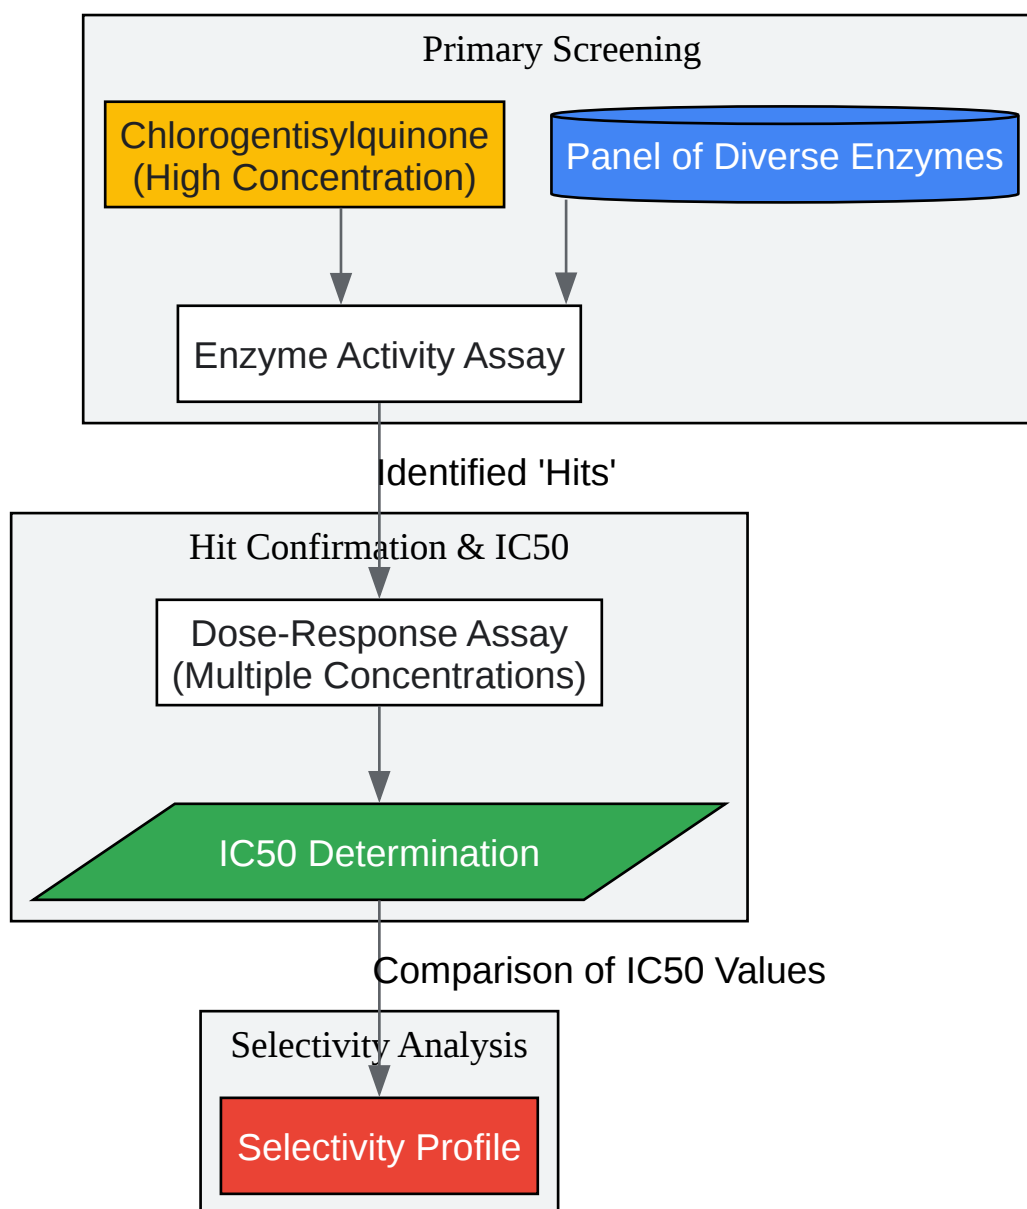 Primary Screening
Chlorogentisylquinone
(High Concentration)
Panel of Diverse Enzymes
Enzyme Activity Assay
Identified 'Hits'
Hit Confirmation & IC50
Dose-Response Assay
(Multiple Concentrations)
IC50 Determination
Comparison of IC50 Values
Selectivity Analysis
Selectivity Profile